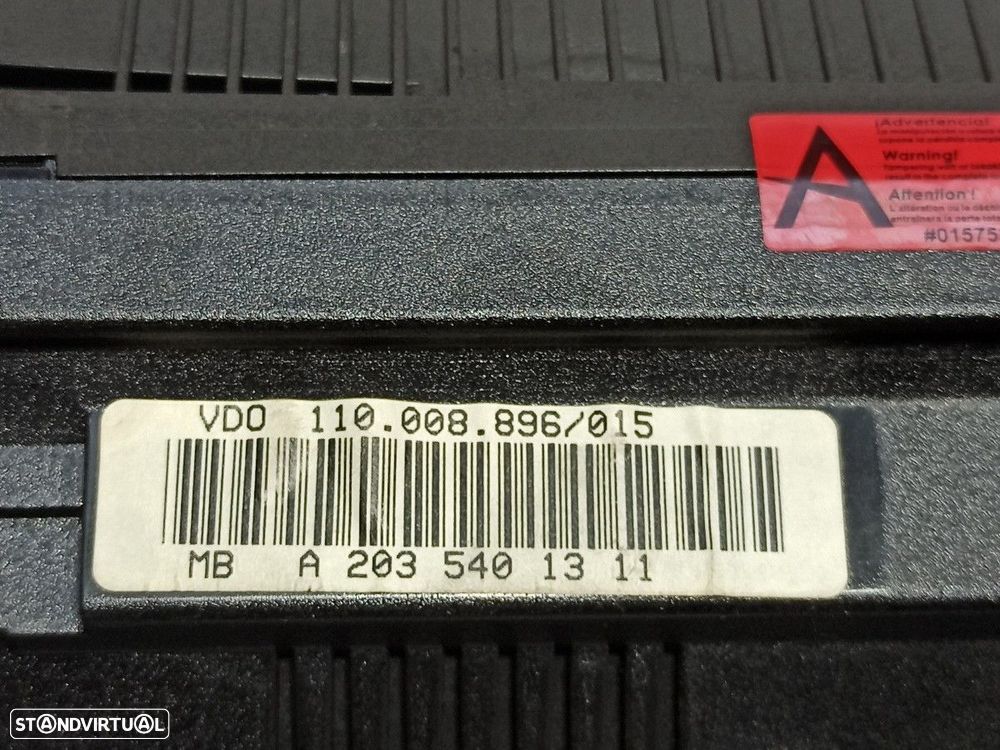 ¡Advertencia!
A
Warning!
Attention !
#01575
VDO 110.008.896/015
MB A 203 540 13 11
STANDVIRTUAL